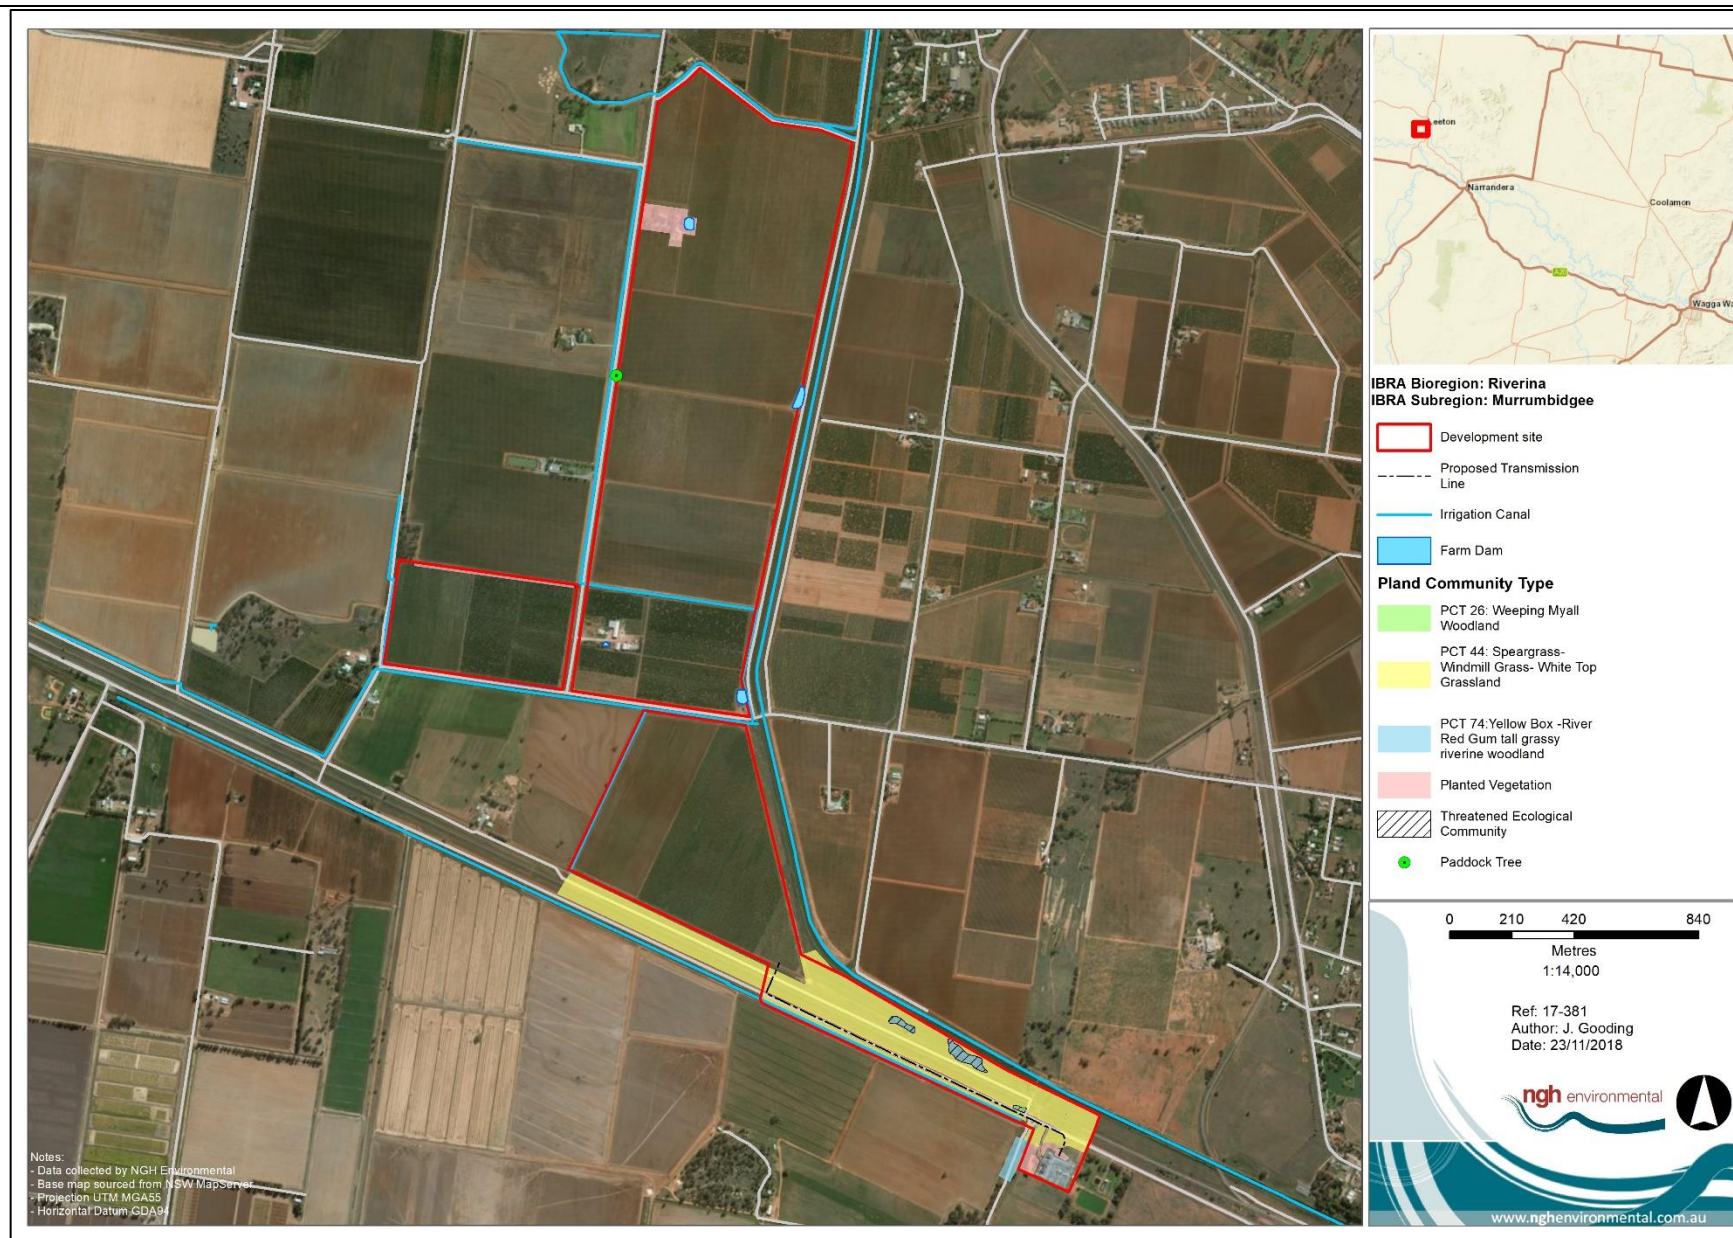 eeton
Narrandera
Coolamon
A20
Wagga Wa
IBRA Bioregion: Riverina
IBRA Subregion: Murrumbidgee
Development site
Proposed Transmission
Line
Irrigation Canal
Farm Dam
Pland Community Type
PCT 26: Weeping Myall
Woodland
PCT 44: Speargrass-
Windmill Grass- White Top
Grassland
PCT 74:Yellow Box -River
Red Gum tall grassy
riverine woodland
Planted Vegetation
Threatened Ecological
Community
Paddock Tree
0 210 420 840
Metres
1:14,000
Ref: 17-381
Author: J. Gooding
Date: 23/11/2018
ngh environmental
www.nghenvironmental.com.au
Notes:
- Data collected by NGH Environmental
- Base map sourced from NSW MapServer
- Projection UTM MGA55
- Horizontal Datum GDA94